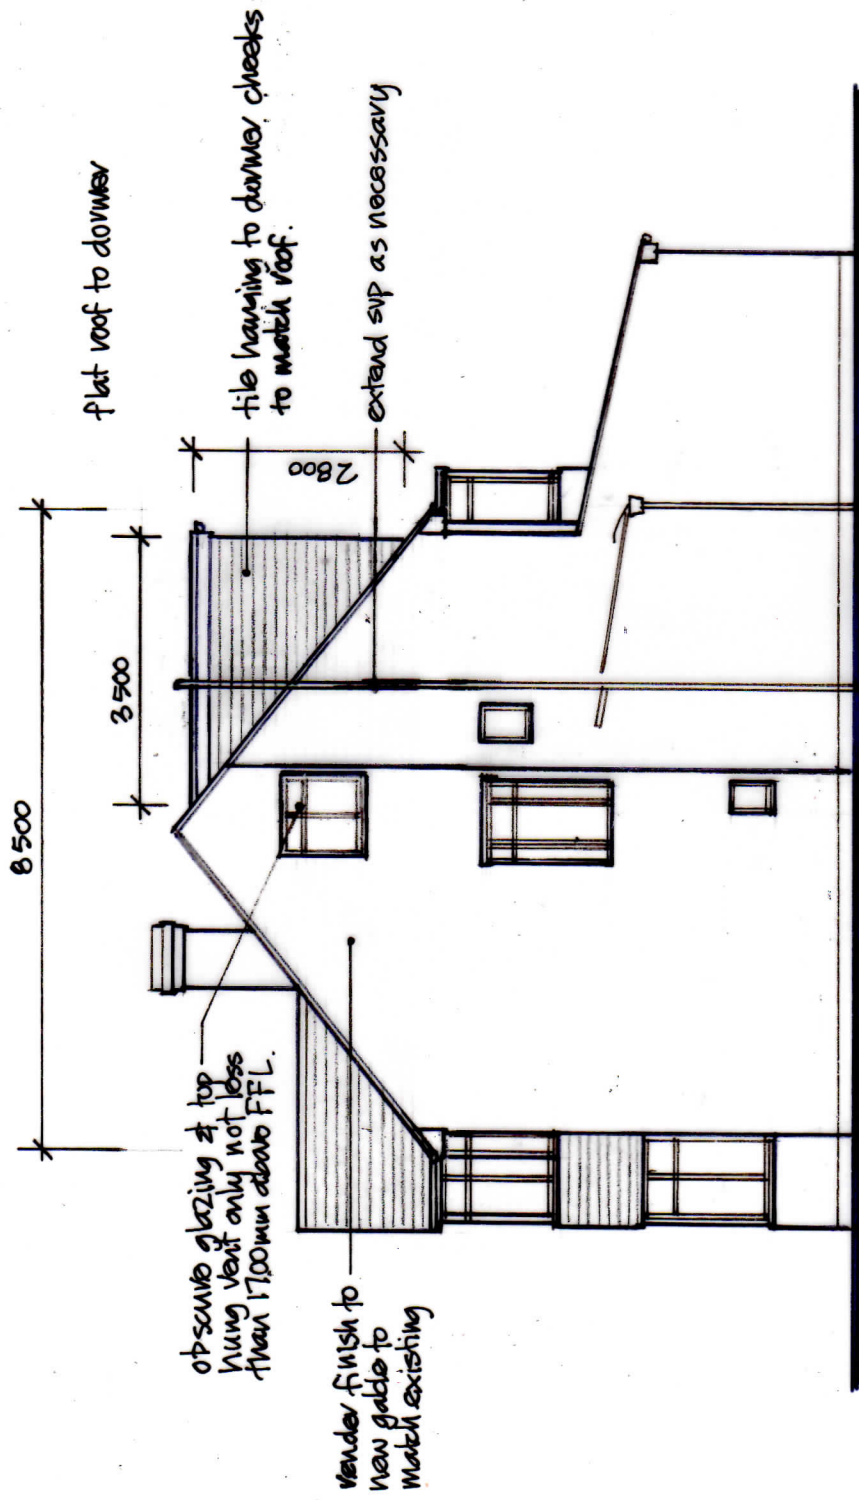 8500
3500
2800
flat roof to dormer
tile hanging to dormer cheeks
to match roof.
extend svp as necessary
obscure glazing & top
hung vent only not less
than 1700mm above FFL.
render finish to
new gable to
match existing